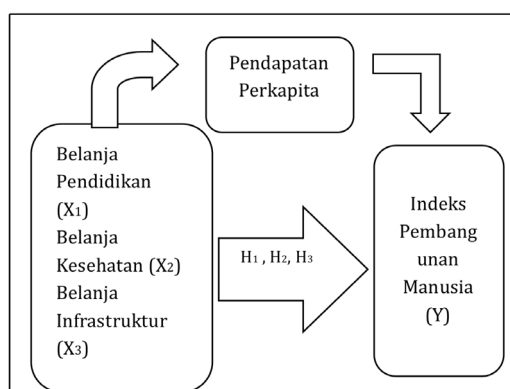 Pendapatan
Perkapita
Belanja
Pendidikan
(X1)
Belanja
Kesehatan (X2)
Belanja
Infrastruktur
(X3)
H1 , H2, H3
Indeks
Pembang
unan
Manusia
(Y)